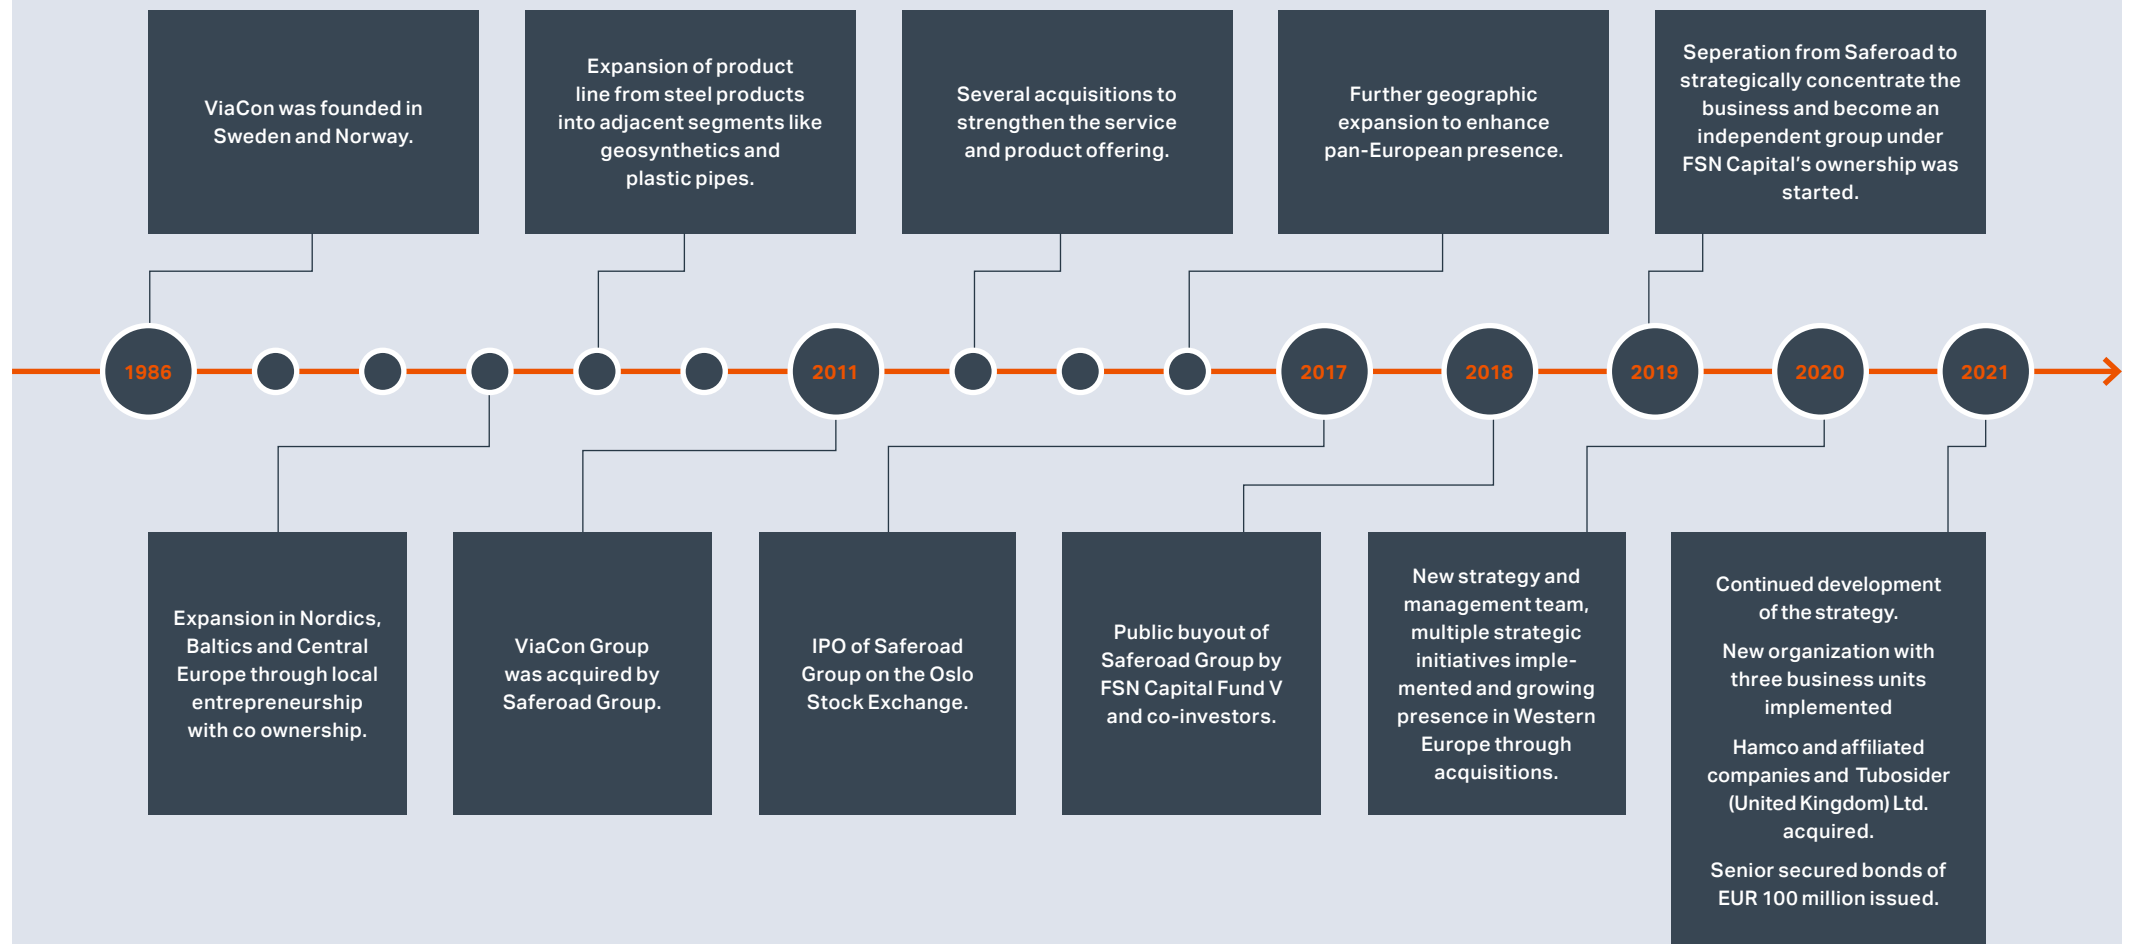 ViaCon was founded in
Sweden and Norway.
Expansion of product
line from steel products
into adjacent segments like
geosynthetics and
plastic pipes.
Several acquisitions to
strengthen the service
and product offering.
Further geographic
expansion to enhance
pan-European presence.
Seperation from Saferoad to
strategically concentrate the
business and become an
independent group under
FSN Capital’s ownership was
started.
1986
2011
2017
2018
2019
2020
2021
Expansion in Nordics,
Baltics and Central
Europe through local
entrepreneurship
with co ownership.
ViaCon Group
was acquired by
Saferoad Group.
IPO of Saferoad
Group on the Oslo
Stock Exchange.
Public buyout of
Saferoad Group by
FSN Capital Fund V
and co-investors.
New strategy and
management team,
multiple strategic
initiatives imple-
mented and growing
presence in Western
Europe through
acquisitions.
Continued development
of the strategy.
New organization with
three business units
implemented
Hamco and affiliated
companies and Tubosider
(United Kingdom) Ltd.
acquired.
Senior secured bonds of
EUR 100 million issued.